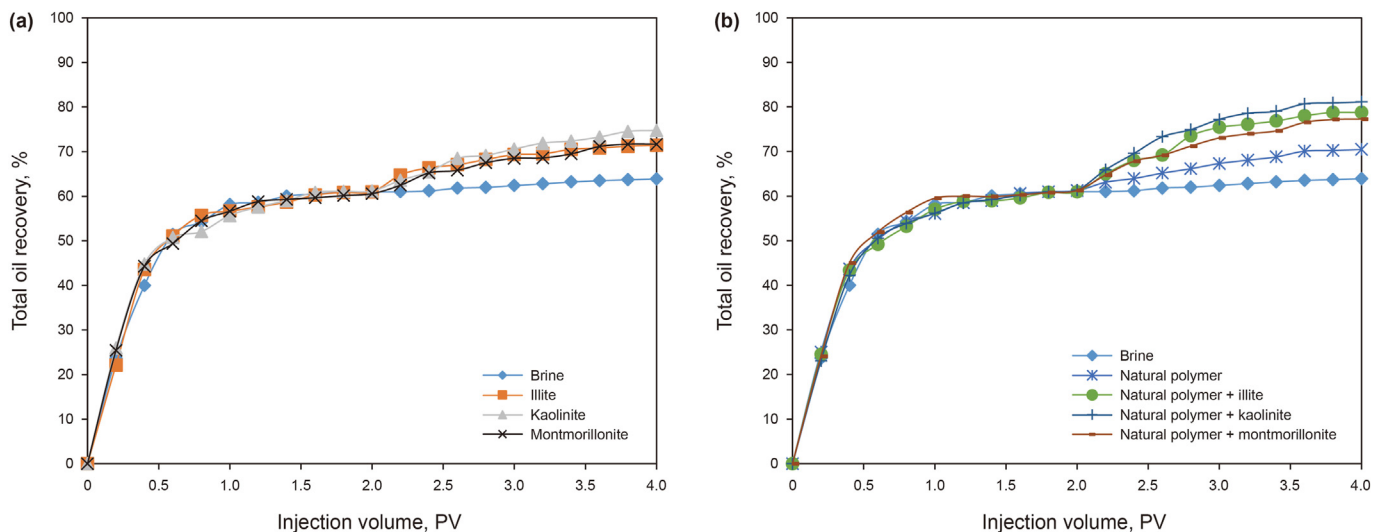 (a)
100
90
80
70
60
50
40
30
20
10
0
Total oil recovery, %
Brine
Illite
Kaolinite
Montmorillonite
0 0.5 1.0 1.5 2.0 2.5 3.0 3.5 4.0
Injection volume, PV
(b)
100
90
80
70
60
50
40
30
20
10
0
Total oil recovery, %
Brine
Natural polymer
Natural polymer + illite
Natural polymer + kaolinite
Natural polymer + montmorillonite
0 0.5 1.0 1.5 2.0 2.5 3.0 3.5 4.0
Injection volume, PV